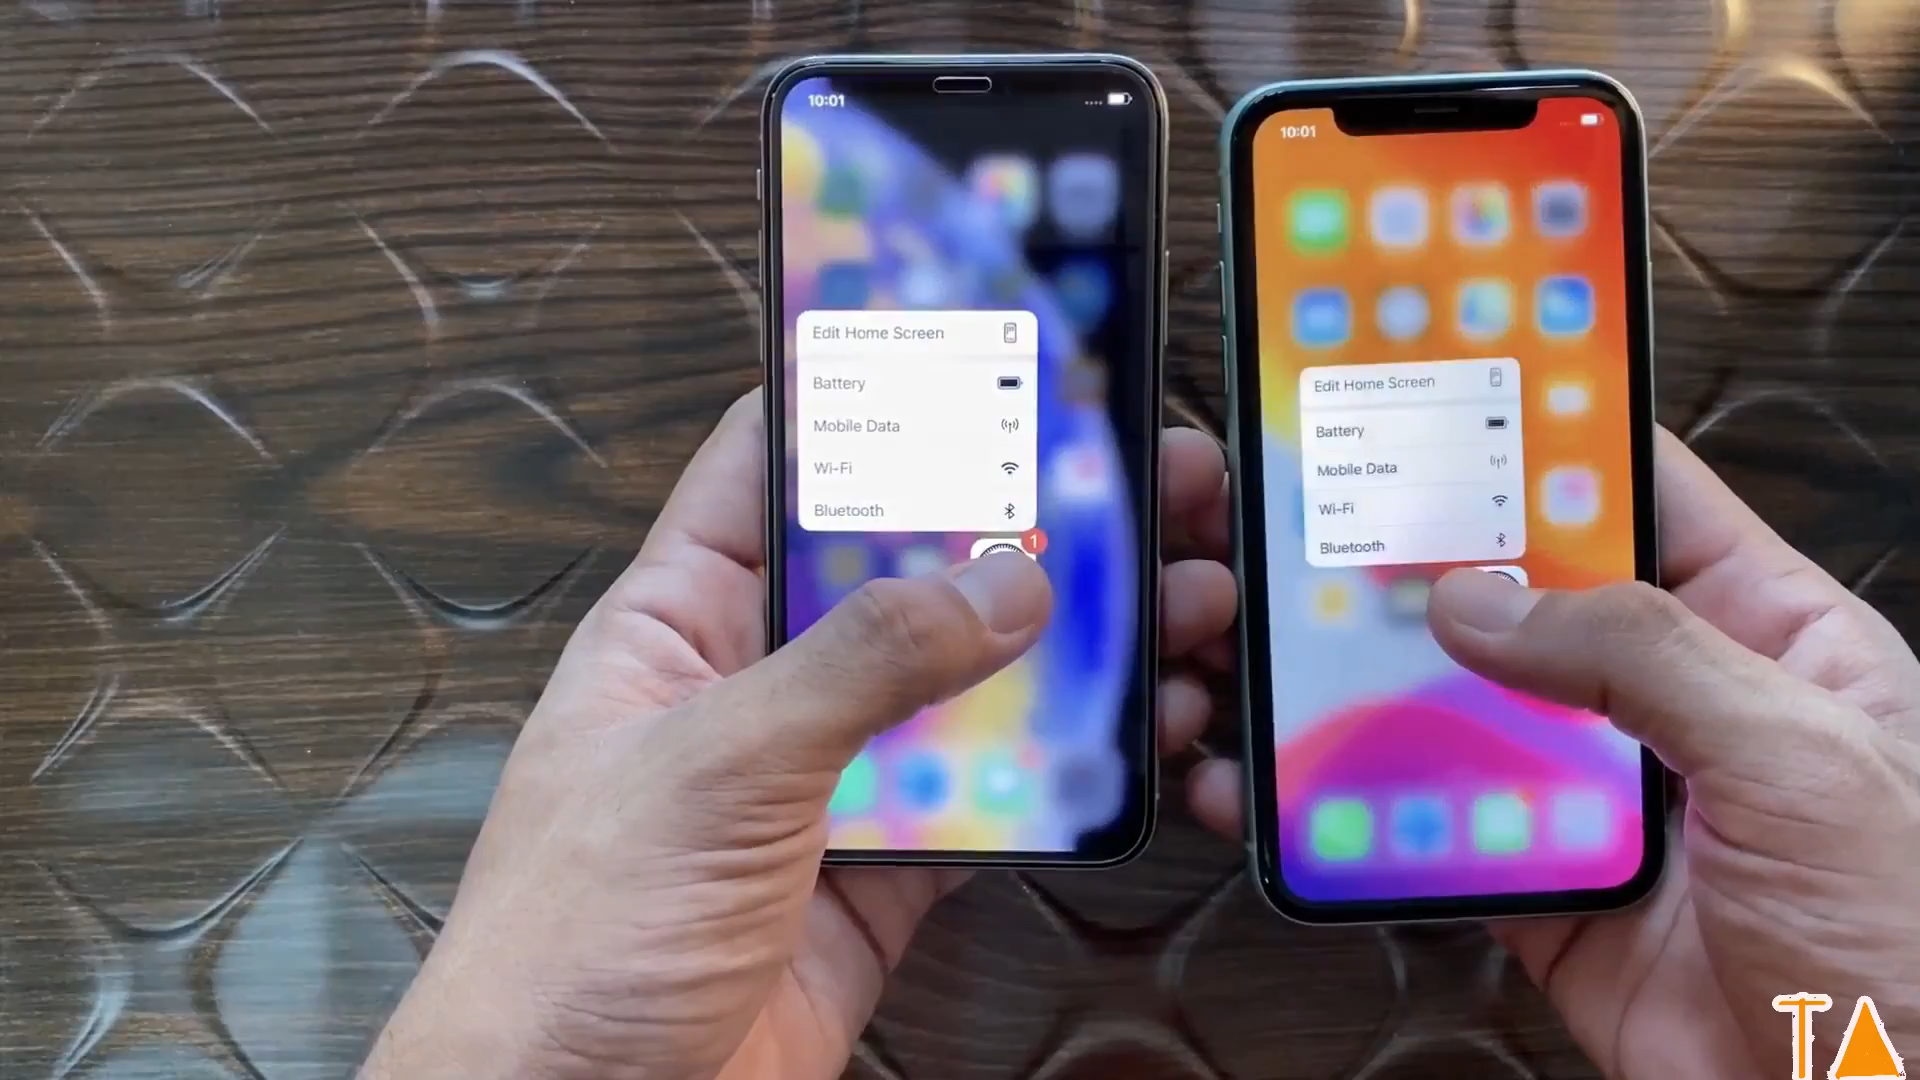 10:01
Edit Home Screen
Battery
Mobile Data
Wi-Fi
Bluetooth
1
10:01
Edit Home Screen
Battery
Mobile Data
Wi-Fi
Bluetooth
TA